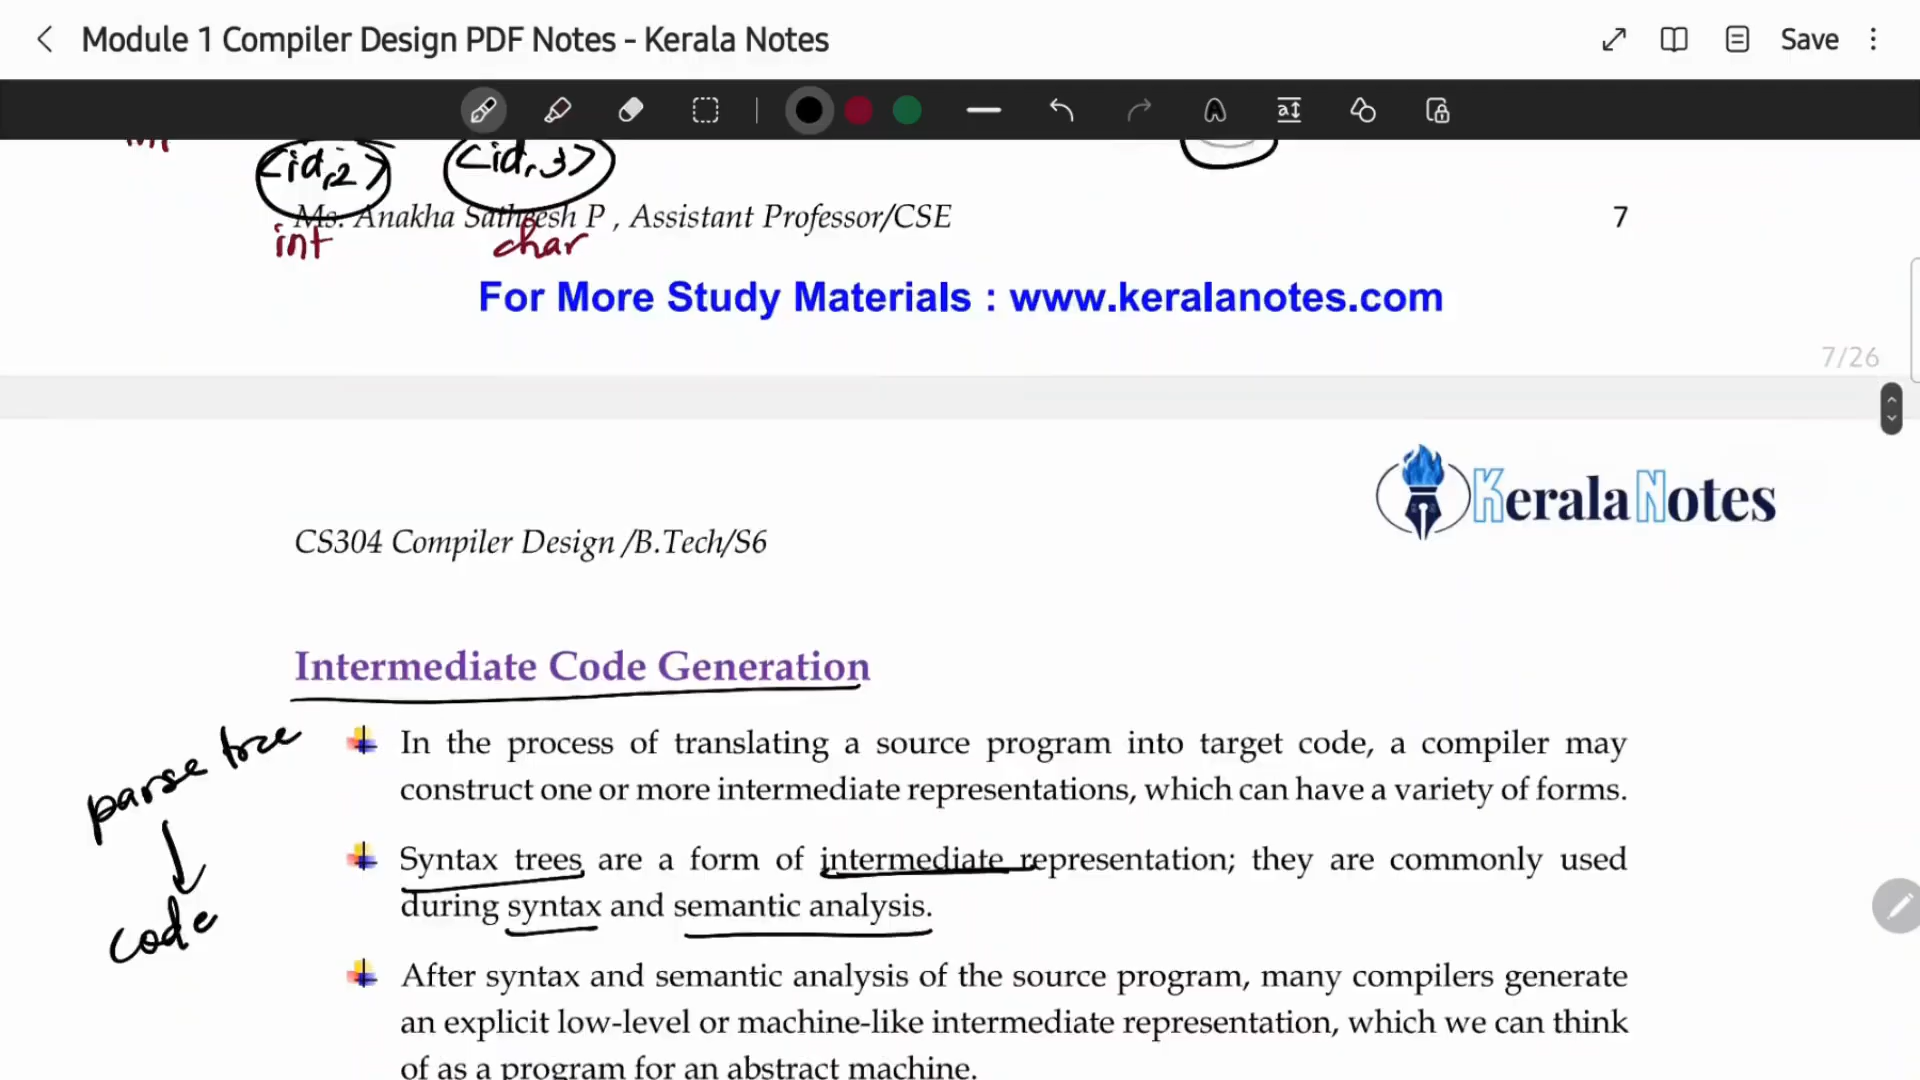 Module 1 Compiler Design PDF Notes - Kerala Notes
Save
<id,2> <id,3>
Ms. Anakha Satheesh P , Assistant Professor/CSE 7
int char
For More Study Materials : www.keralanotes.com
7/26
KeralaNotes
CS304 Compiler Design /B.Tech/S6
Intermediate Code Generation
parse tree
In the process of translating a source program into target code, a compiler may
construct one or more intermediate representations, which can have a variety of forms.
Syntax trees are a form of intermediate representation; they are commonly used
during syntax and semantic analysis.
code
After syntax and semantic analysis of the source program, many compilers generate
an explicit low-level or machine-like intermediate representation, which we can think
of as a program for an abstract machine.